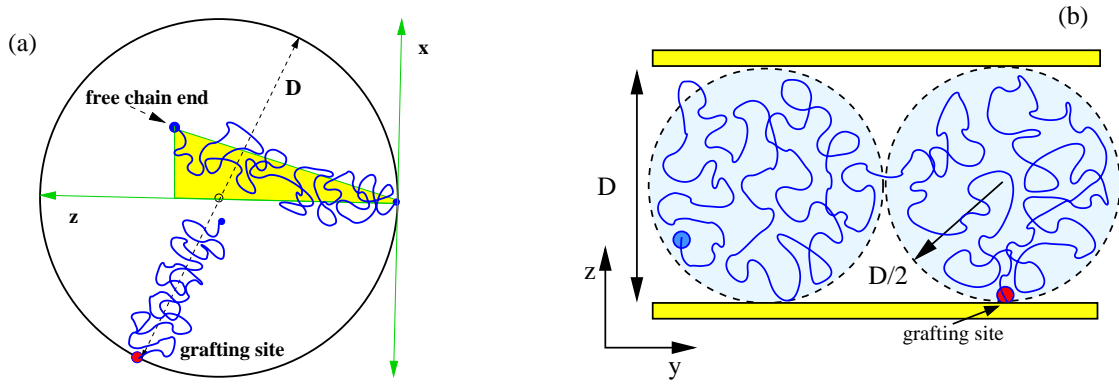 (a)
x
D
free chain end
z
grafting site
(b)
D
D/2
z
grafting site
y